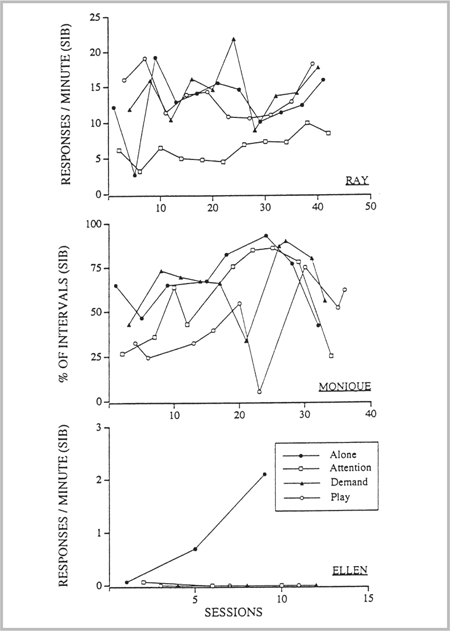 RESPONSES / MINUTE (SIB)
25
20
15
10
5
0
RAY
10
20
30
40
50
% OF INTERVALS (SIB)
100
75
50
25
0
MONIQUE
10
20
30
40
RESPONSES / MINUTE (SIB)
3
2
1
0
Alone
Attention
Demand
Play
ELLEN
5
10
15
SESSIONS